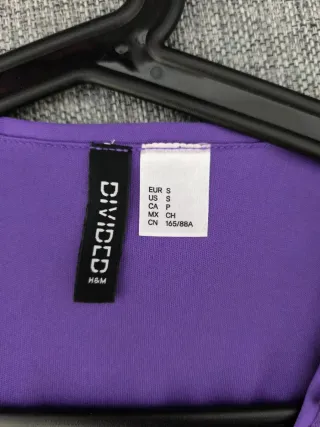 DIVIDED
H&M
EUR S
US S
CA P
MX CH
CN 165/88A